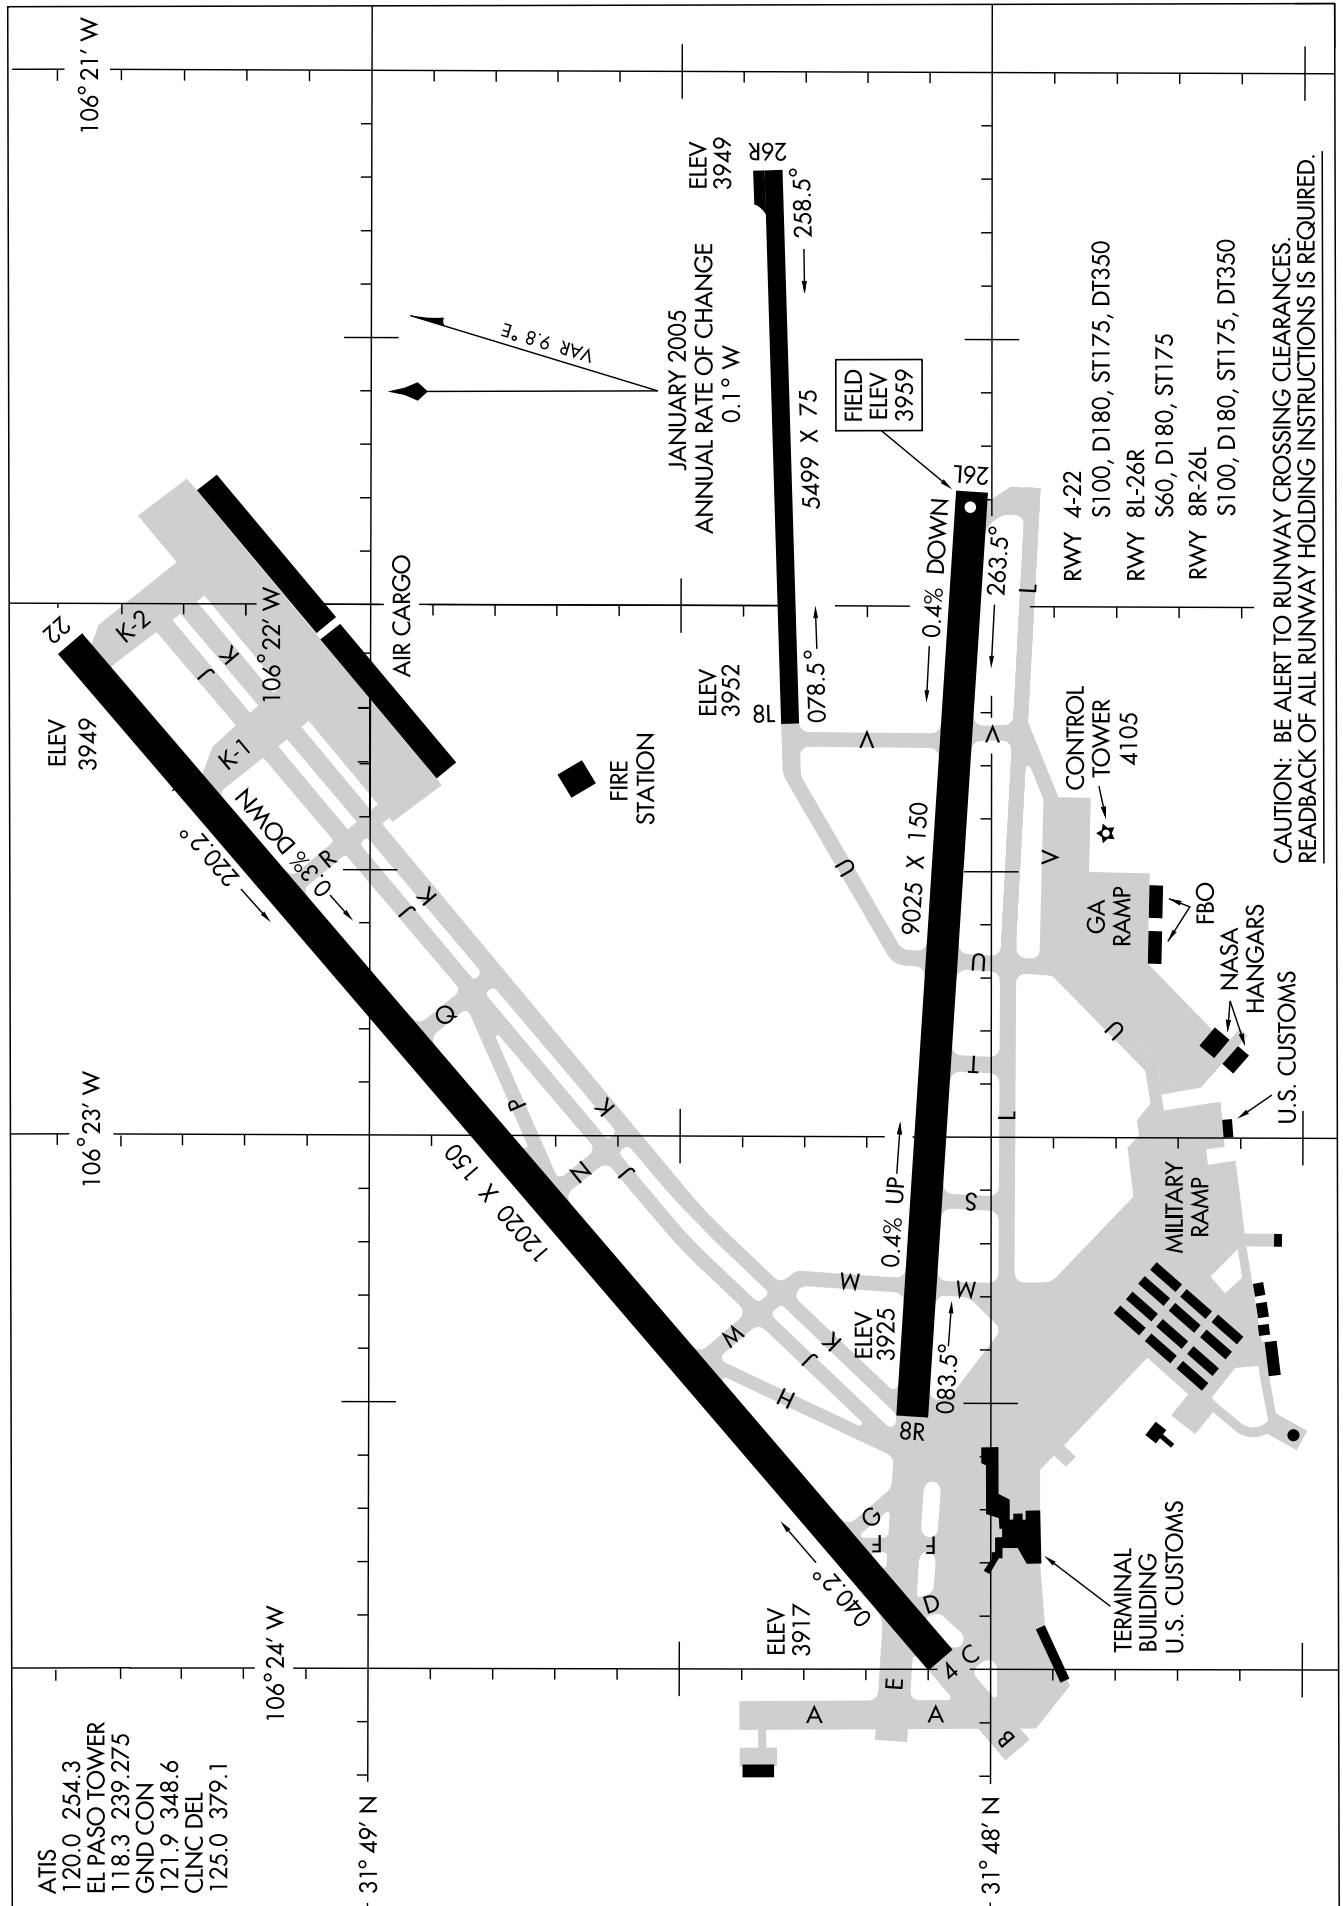 ATIS
120.0 254.3
EL PASO TOWER
118.3 239.275
GND CON
121.9 348.6
CLNC DEL
125.0 379.1
106°24' W
106°23' W
106°22' W
106°21' W
31°49' N
31°48' N
ELEV
3949
22
220.2°
0.3% DOWN
K-2
K-1
J
K
R
J
K
AIR CARGO
FIRE
STATION
Q
P
N
J
K
12020 X 150
W
H
J
K
M
M
G
F
F
D
C
E
A
A
B
4
040.2°
ELEV
3917
VAR 9.8°E
JANUARY 2005
ANNUAL RATE OF CHANGE
0.1° W
ELEV
3949
26R
258.5°
5499 X 75
ELEV
3952
8L
078.5°
FIELD
ELEV
3959
26L
263.5°
0.4% DOWN
9025 X 150
0.4% UP
ELEV
3925
8R
083.5°
V
V
V
U
U
U
T
T
S
L
L
CONTROL
TOWER
4105
GA
RAMP
FBO
NASA
HANGARS
U.S. CUSTOMS
MILITARY
RAMP
TERMINAL
BUILDING
U.S. CUSTOMS
RWY 4-22
S100, D180, ST175, DT350
RWY 8L-26R
S60, D180, ST175
RWY 8R-26L
S100, D180, ST175, DT350
CAUTION: BE ALERT TO RUNWAY CROSSING CLEARANCES.
READBACK OF ALL RUNWAY HOLDING INSTRUCTIONS IS REQUIRED.